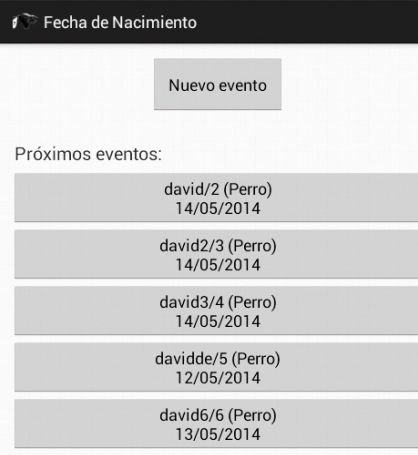 Fecha de Nacimiento
Nuevo evento
Próximos eventos:
david/2 (Perro)
14/05/2014
david2/3 (Perro)
14/05/2014
david3/4 (Perro)
14/05/2014
davidde/5 (Perro)
12/05/2014
david6/6 (Perro)
13/05/2014